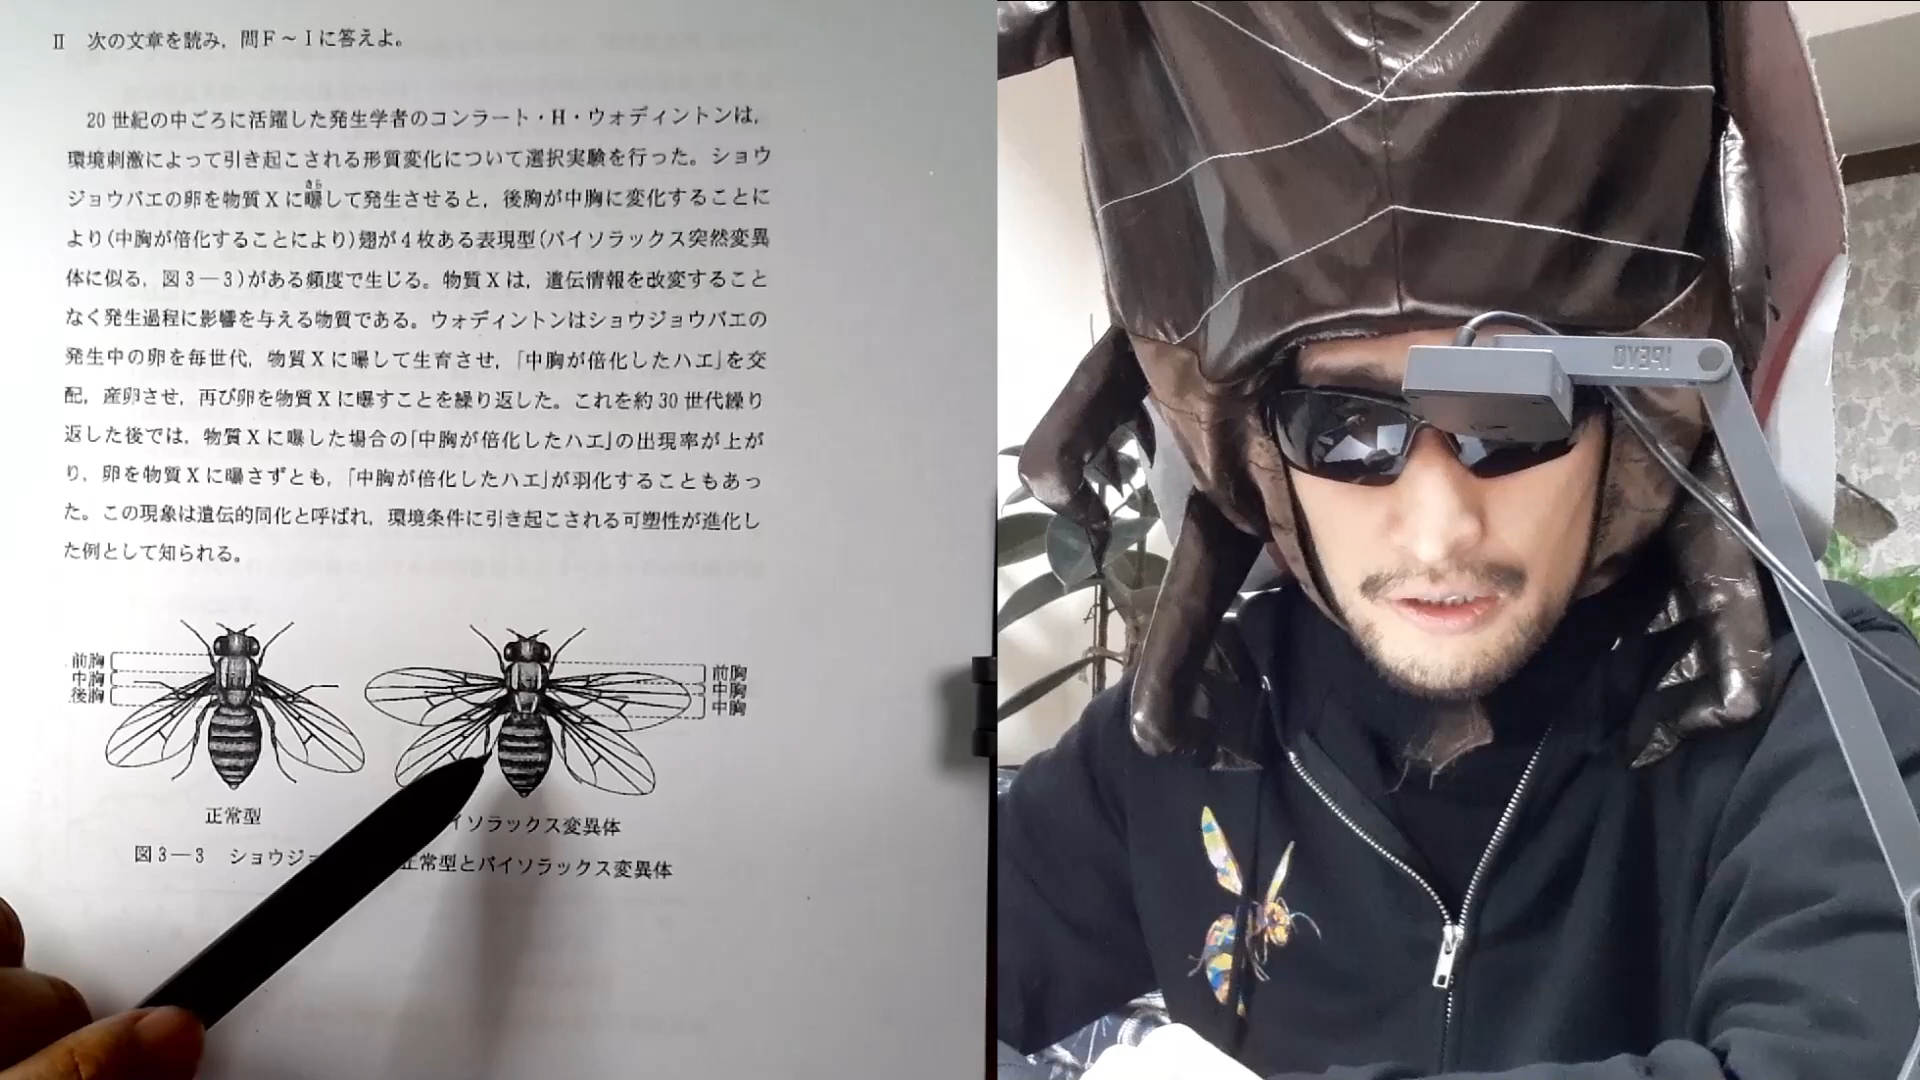 Ⅱ 次の文章を読み，問F～Iに答えよ。
20世紀の中ごろに活躍した発生学者のコンラート・H・ウォディントンは，
環境刺激によって引き起こされる形質変化について選択実験を行った。ショウ
ジョウバエの卵を物質Xに曝して発生させると，後胸が中胸に変化することに
さら
より(中胸が倍化することにより)翅が4枚ある表現型(バイソラックス突然変異
体に似る，図3―3)がある頻度で生じる。物質Xは，遺伝情報を改変すること
なく発生過程に影響を与える物質である。ウォディントンはショウジョウバエの
発生中の卵を毎世代，物質Xに曝して生育させ，「中胸が倍化したハエ」を交
配，産卵させ，再び卵を物質Xに曝すことを繰り返した。これを約30世代繰り
返した後では，物質Xに曝した場合の「中胸が倍化したハエ」の出現率が上が
り，卵を物質Xに曝さずとも，「中胸が倍化したハエ」が羽化することもあっ
た。この現象は遺伝的同化と呼ばれ，環境条件に引き起こされる可塑性が進化し
た例として知られる。
前胸
中胸
後胸
前胸
中胸
中胸
正常型
イソラックス変異体
図3―3 ショウジ 正常型とバイソラックス変異体
IPEVO